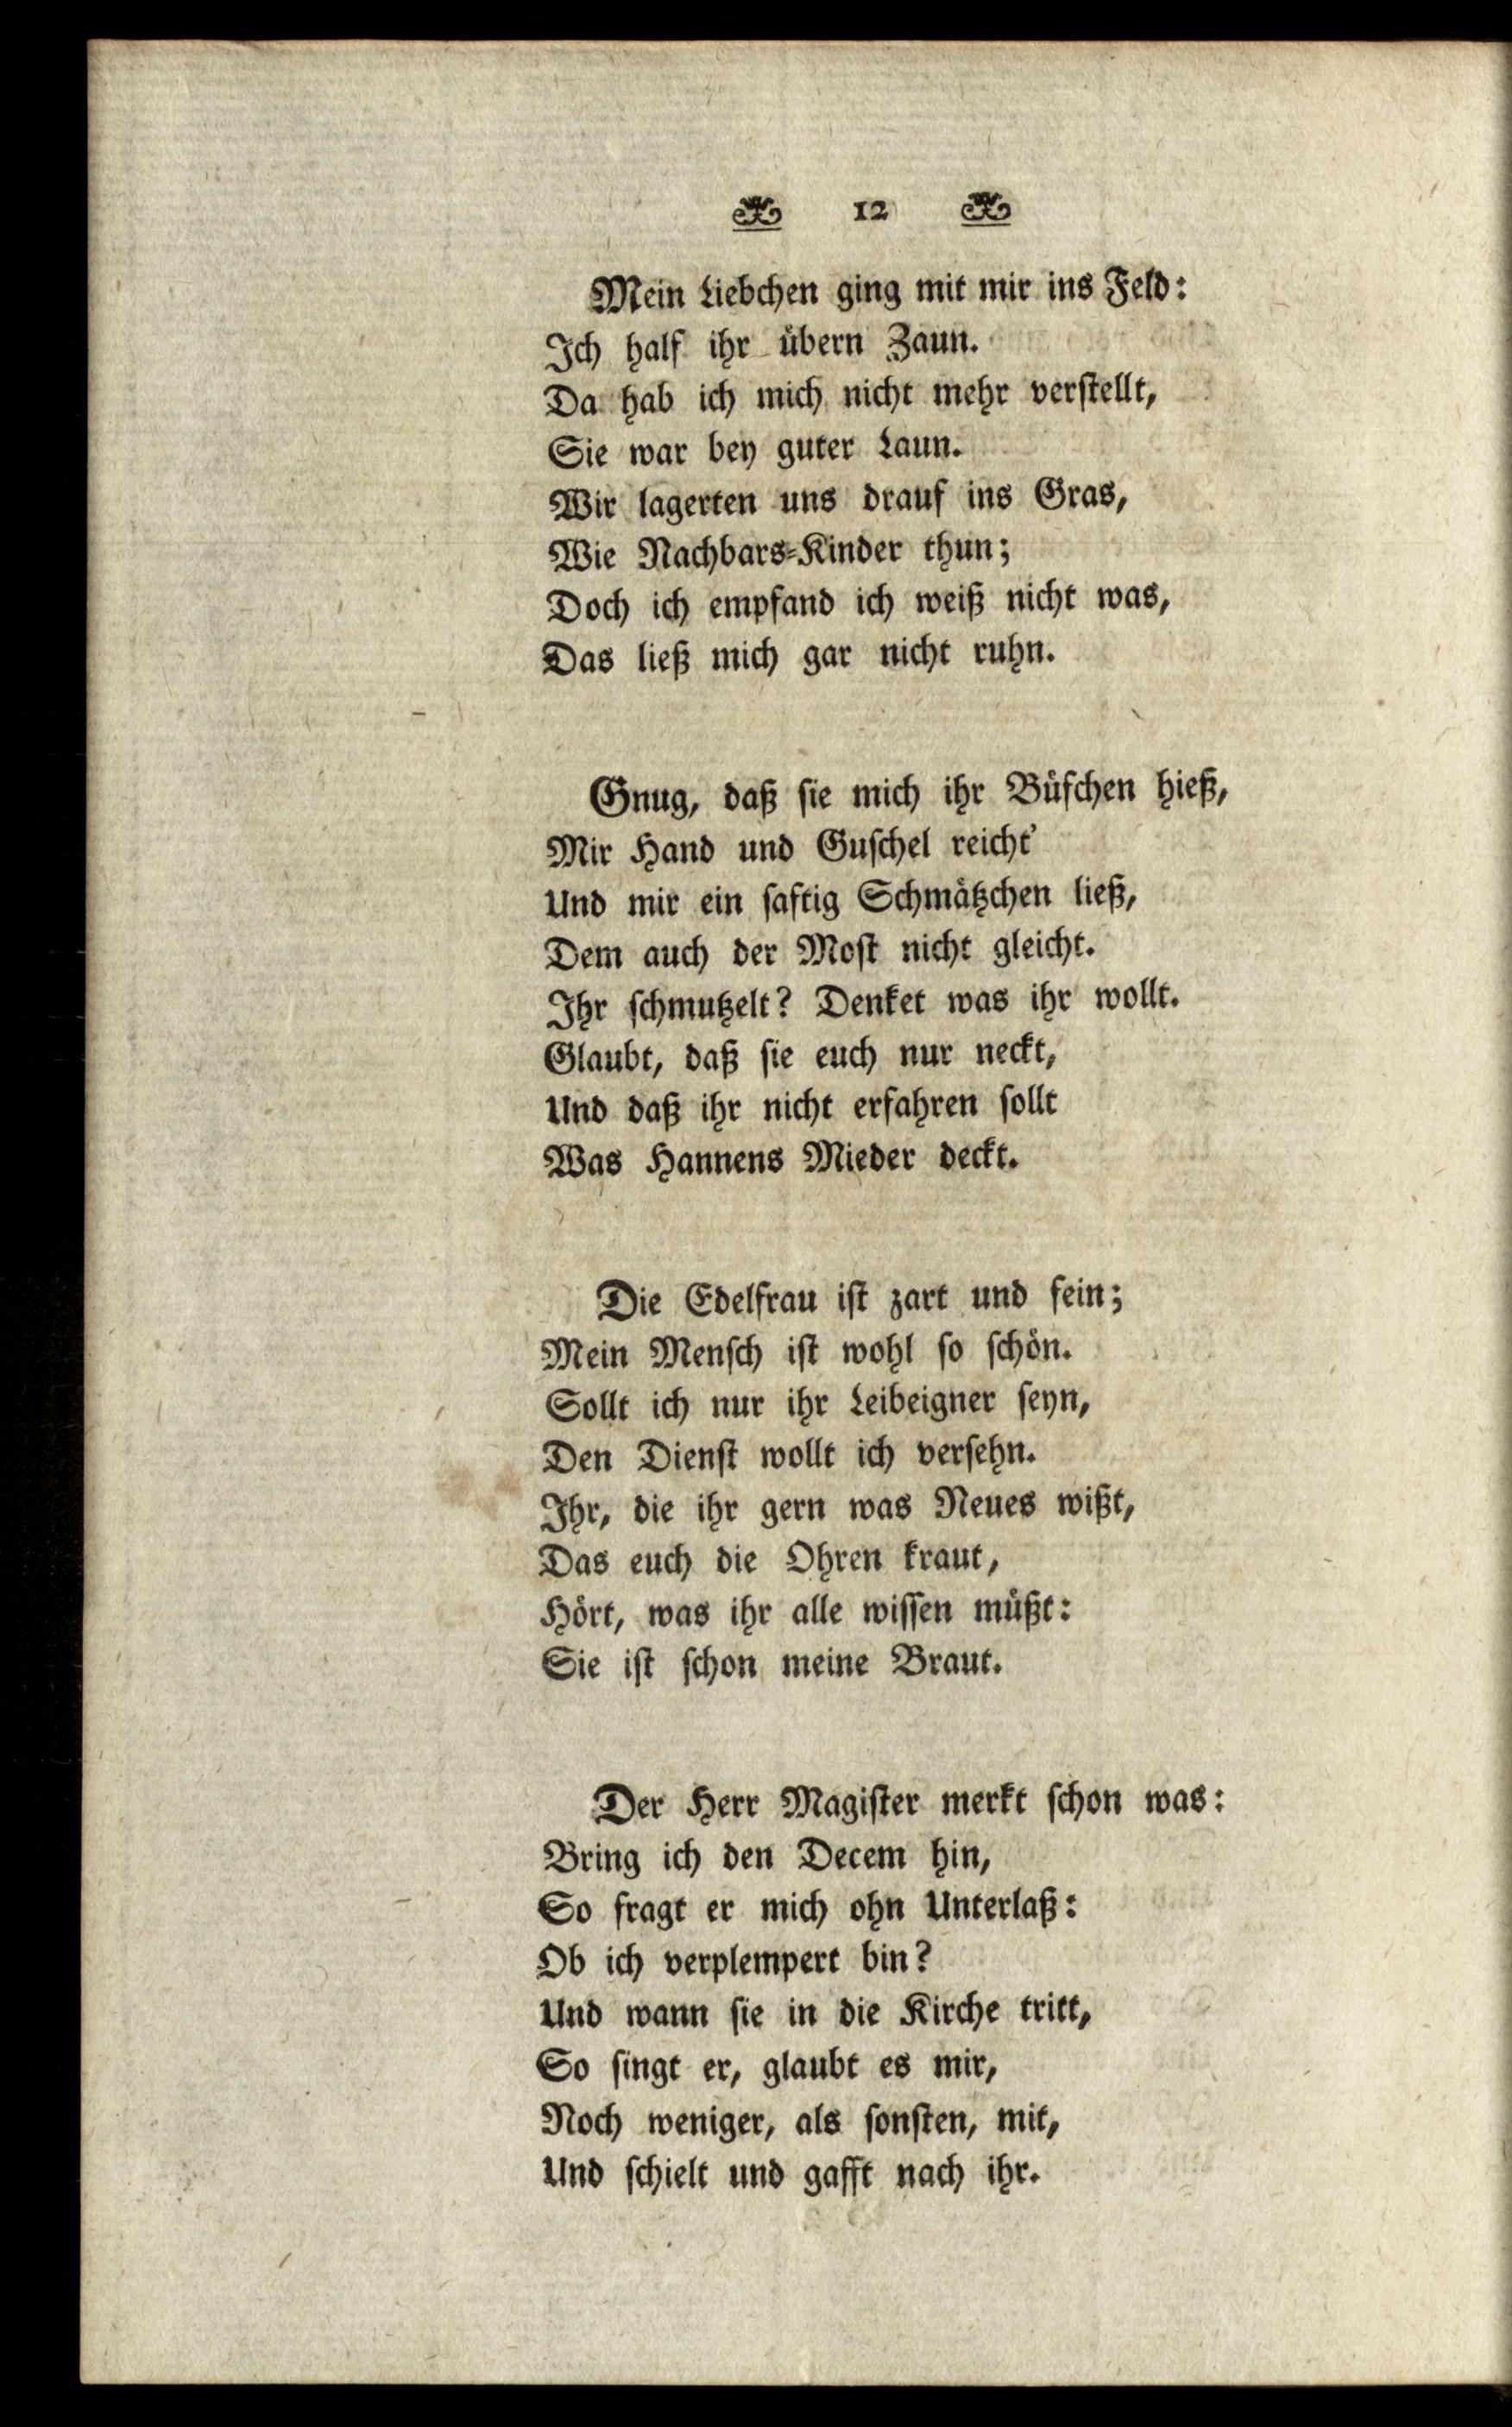 12
Mein Liebchen ging mit mir ins Feld:
Ich half ihr übern Zaun.
Da hab ich mich nicht mehr verſtellt,
Sie war bey guter Laun.
Wir lagerten uns drauf ins Gras,
Wie Nachbars-Kinder thun;
Doch ich empfand ich weiß nicht was,
Das ließ mich gar nicht ruhn.
Gnug, daß ſie mich ihr Büſchen hieß,
Mir Hand und Guſchel reicht'
Und mir ein ſaftig Schmätzchen ließ,
Dem auch der Moſt nicht gleicht.
Ihr ſchmutzelt? Denket was ihr wollt.
Glaubt, daß ſie euch nur neckt,
Und daß ihr nicht erfahren ſollt
Was Hannens Mieder deckt.
Die Edelfrau iſt zart und fein;
Mein Menſch iſt wohl ſo ſchön.
Sollt ich nur ihr Leibeigner ſeyn,
Den Dienſt wollt ich verſehn.
Ihr, die ihr gern was Neues wißt,
Das euch die Ohren kraut,
Hört, was ihr alle wiſſen müßt:
Sie iſt ſchon meine Braut.
Der Herr Magiſter merkt ſchon was:
Bring ich den Decem hin,
So fragt er mich ohn Unterlaß:
Ob ich verplempert bin?
Und wann ſie in die Kirche tritt,
So ſingt er, glaubt es mir,
Noch weniger, als ſonſten, mit,
Und ſchielt und gafft nach ihr.